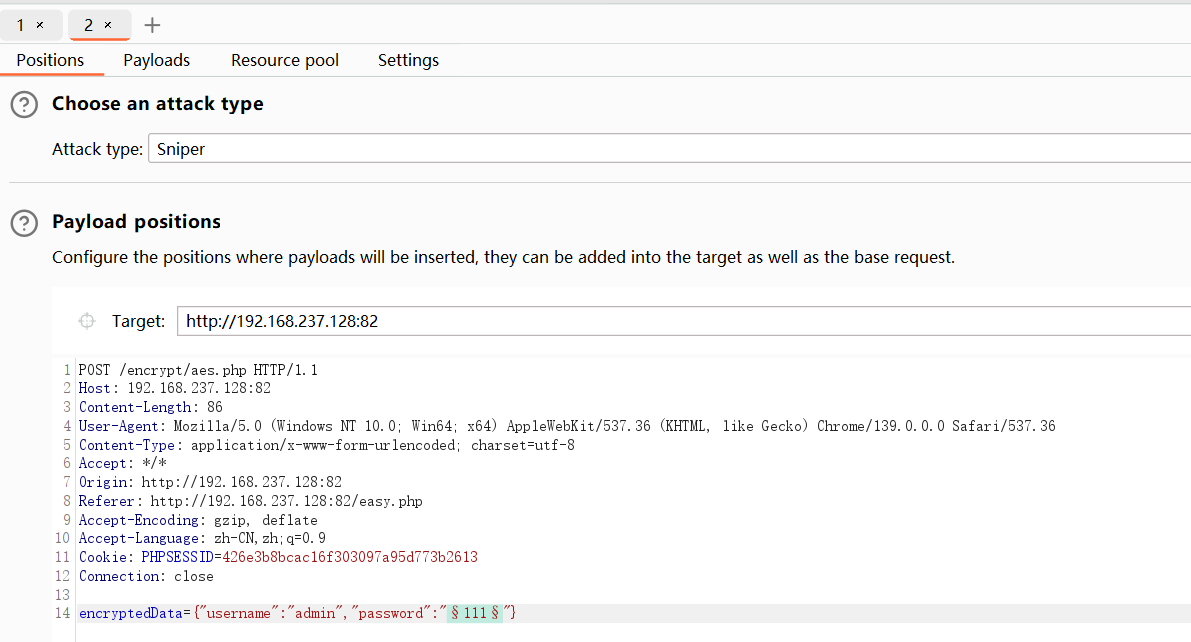 1 × 2 × +
Positions Payloads Resource pool Settings
? Choose an attack type
Attack type: Sniper
? Payload positions
Configure the positions where payloads will be inserted, they can be added into the target as well as the base request.
Target: http://192.168.237.128:82
1 POST /encrypt/aes.php HTTP/1.1
2 Host: 192.168.237.128:82
3 Content-Length: 86
4 User-Agent: Mozilla/5.0 (Windows NT 10.0; Win64; x64) AppleWebKit/537.36 (KHTML, like Gecko) Chrome/139.0.0.0 Safari/537.36
5 Content-Type: application/x-www-form-urlencoded; charset=utf-8
6 Accept: */*
7 Origin: http://192.168.237.128:82
8 Referer: http://192.168.237.128:82/easy.php
9 Accept-Encoding: gzip, deflate
10 Accept-Language: zh-CN,zh;q=0.9
11 Cookie: PHPSESSID=426e3b8bcac16f303097a95d773b2613
12 Connection: close
13
14 encryptedData={"username":"admin","password":"§111§"}